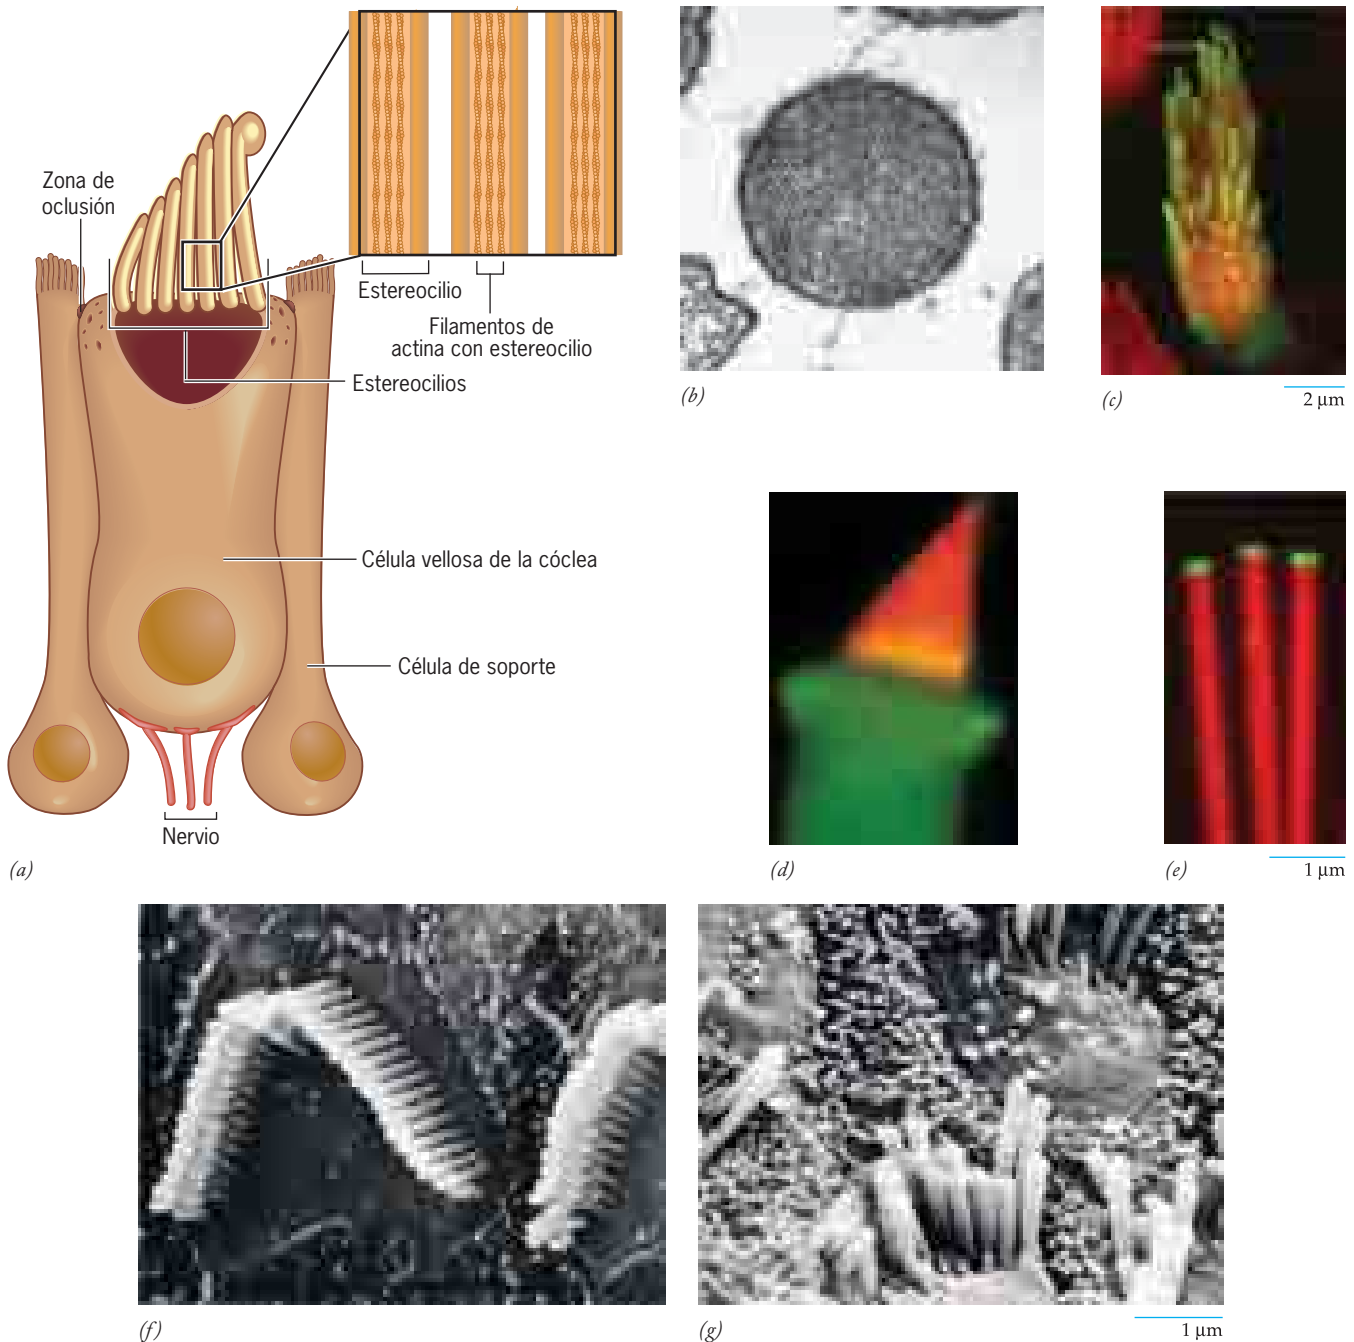 Zona de
oclusión
Estereocilio
Filamentos de
actina con estereocilio
Estereocilios
Célula vellosa de la cóclea
Célula de soporte
Nervio
(a)
(b)
(c)
2 µm
(d)
(e)
1 µm
(f)
(g)
1 µm